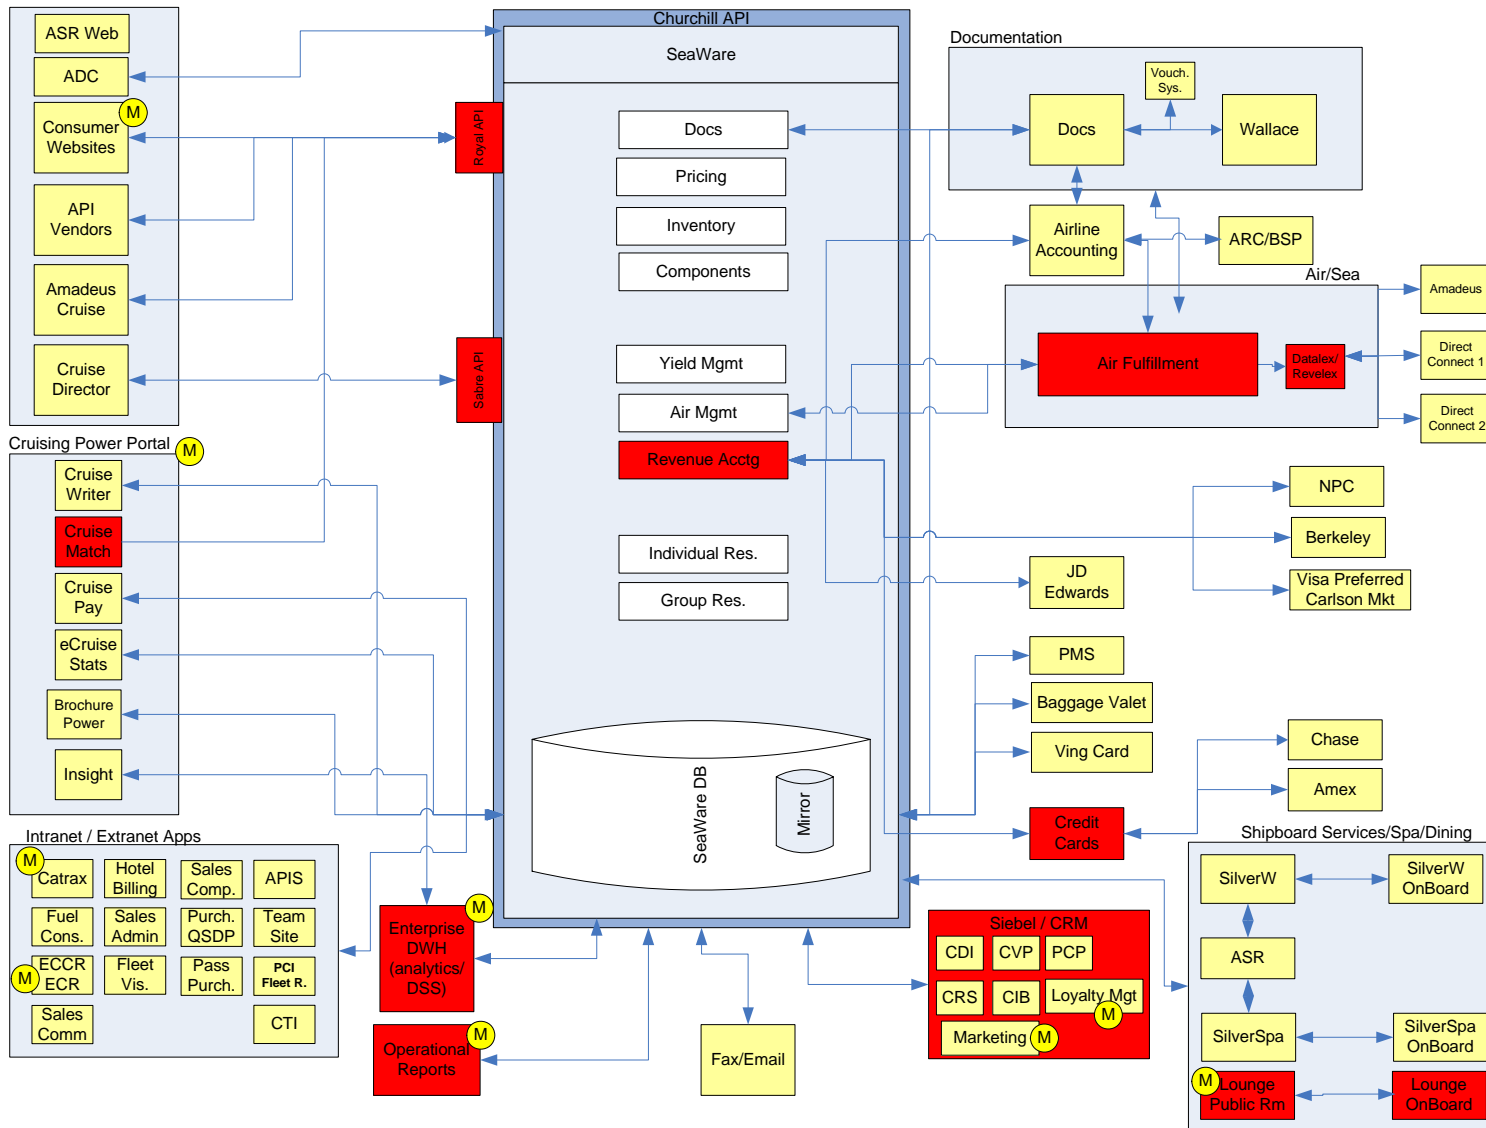 Churchill API
SeaWare
ASR Web
ADC
M
Consumer
Websites
API
Vendors
Amadeus
Cruise
Cruise
Director
Royal API
Sabre API
Docs
Pricing
Inventory
Components
Yield Mgmt
Air Mgmt
Revenue Acctg
Individual Res.
Group Res.
SeaWare DB
Mirror
Documentation
Vouch.
Sys.
Docs
Wallace
Airline
Accounting
ARC/BSP
Air/Sea
Air Fulfillment
Datalex/
Revelex
Amadeus
Direct
Connect 1
Direct
Connect 2
Cruising Power Portal
M
Cruise
Writer
Cruise
Match
Cruise
Pay
eCruise
Stats
Brochure
Power
Insight
NPC
Berkeley
Visa Preferred
Carlson Mkt
JD
Edwards
PMS
Baggage Valet
Ving Card
Credit
Cards
Chase
Amex
Intranet / Extranet Apps
M
Catrax
Hotel
Billing
Sales
Comp.
APIS
Fuel
Cons.
Sales
Admin
Purch.
QSDP
Team
Site
M
ECCR
ECR
Fleet
Vis.
Pass
Purch.
PCI
Fleet R.
Sales
Comm
CTI
M
Enterprise
DWH
(analytics/
DSS)
M
Operational
Reports
Fax/Email
Siebel / CRM
CDI
CVP
PCP
CRS
CIB
Loyalty Mgt
M
Marketing
M
Shipboard Services/Spa/Dining
SilverW
SilverW
OnBoard
ASR
SilverSpa
SilverSpa
OnBoard
M
Lounge
Public Rm
Lounge
OnBoard